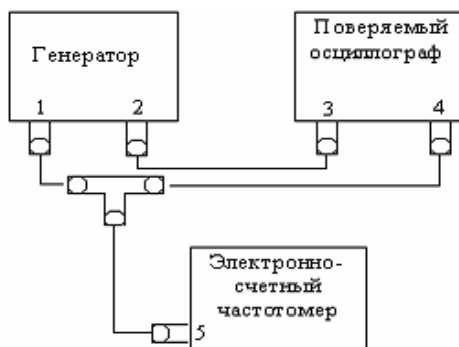 Генератор
1 2
Поверяемый
осциллограф
3 4
Электронно-
счетный
частотомер
5